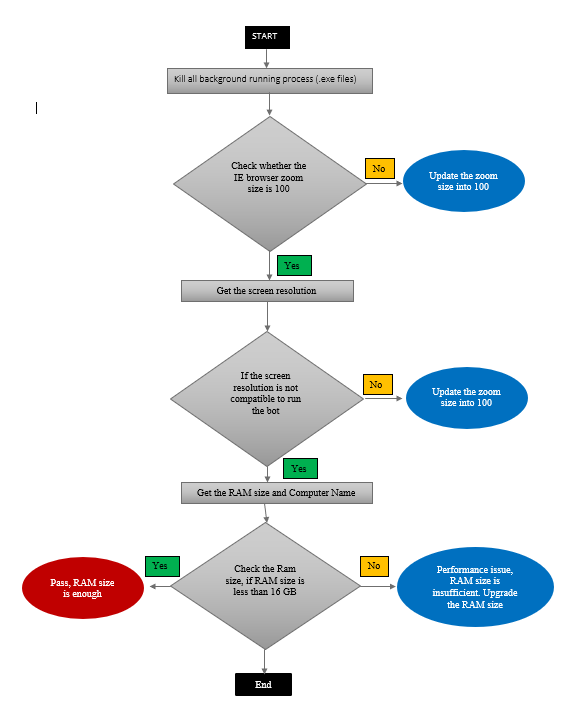 START
Kill all background running process (.exe files)
Check whether the
IE browser zoom
size is 100
No
Update the zoom
size into 100
Yes
Get the screen resolution
If the screen
resolution is not
compatible to run
the bot
No
Update the zoom
size into 100
Yes
Get the RAM size and Computer Name
Yes
Pass, RAM size
is enough
Check the Ram
size, if RAM size is
less than 16 GB
No
Performance issue,
RAM size is
insufficient. Upgrade
the RAM size
End